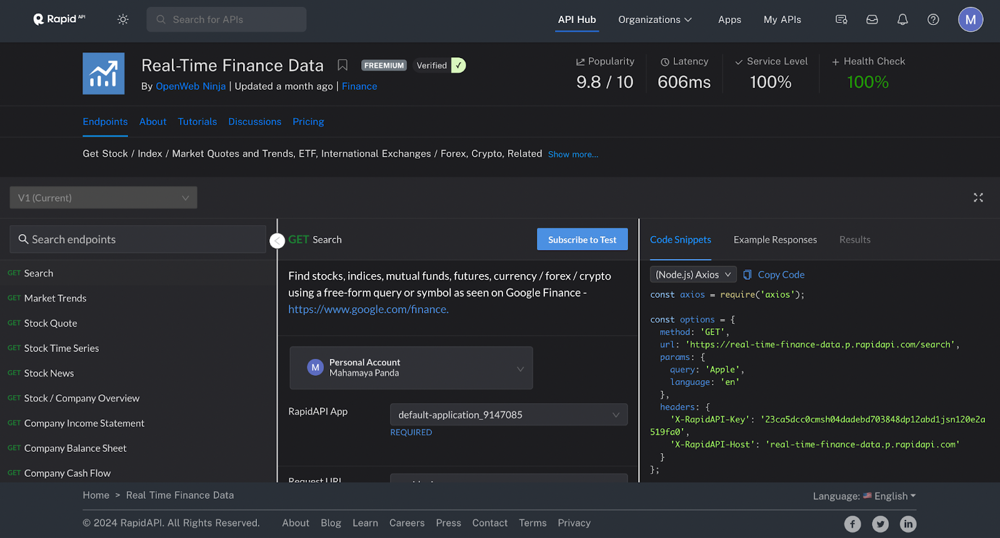 Rapid API
Search for APIs
API Hub
Organizations
Apps
My APIs
M
Real-Time Finance Data
FREEMIUM
Verified
By OpenWeb Ninja | Updated a month ago | Finance
Popularity
9.8 / 10
Latency
606ms
Service Level
100%
Health Check
100%
Endpoints
About
Tutorials
Discussions
Pricing
Get Stock / Index / Market Quotes and Trends, ETF, International Exchanges / Forex, Crypto, Related Show more...
V1 (Current)
Search endpoints
GET Search
GET Market Trends
GET Stock Quote
GET Stock Time Series
GET Stock News
GET Stock / Company Overview
GET Company Income Statement
GET Company Balance Sheet
GET Company Cash Flow
GET Search
Subscribe to Test
Find stocks, indices, mutual funds, futures, currency / forex / crypto
using a free-form query or symbol as seen on Google Finance -
https://www.google.com/finance.
M
Personal Account
Mahamaya Panda
RapidAPI App
default-application_9147085
REQUIRED
Request URL
Code Snippets
Example Responses
Results
(Node.js) Axios
Copy Code
const axios = require('axios');
const options = {
method: 'GET',
url: 'https://real-time-finance-data.p.rapidapi.com/search',
params: {
query: 'Apple',
language: 'en'
},
headers: {
'X-RapidAPI-Key': '23ca5dcc0cmsh04dadebd703848dp12abd1jsn120e2a
519fa0',
'X-RapidAPI-Host': 'real-time-finance-data.p.rapidapi.com'
}
};
Home > Real Time Finance Data
Language: English
© 2024 RapidAPI. All Rights Reserved.
About
Blog
Learn
Careers
Press
Contact
Terms
Privacy